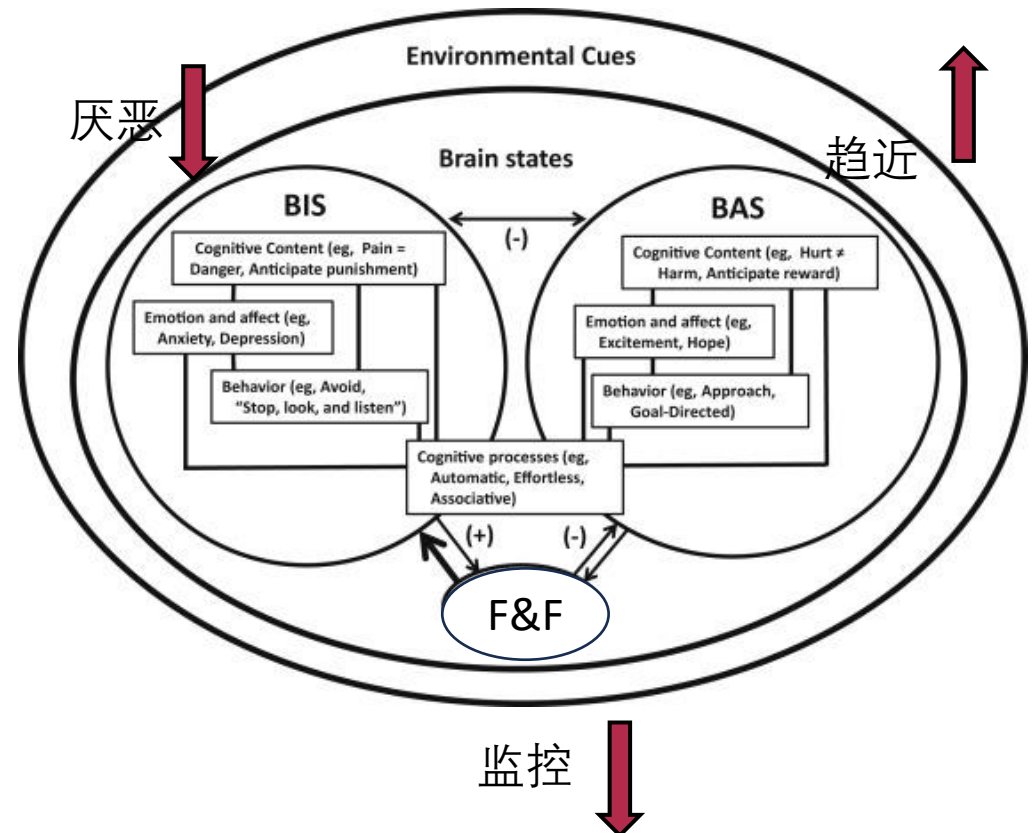 Environmental Cues
厌恶
趋近
Brain states
BIS
BAS
(-)
Cognitive Content (eg, Pain =
Danger, Anticipate punishment)
Cognitive Content (eg, Hurt ≠
Harm, Anticipate reward)
Emotion and affect (eg,
Anxiety, Depression)
Emotion and affect (eg,
Excitement, Hope)
Behavior (eg, Avoid,
“Stop, look, and listen”)
Behavior (eg, Approach,
Goal-Directed)
Cognitive processes (eg,
Automatic, Effortless,
Associative)
(+)
(-)
F&F
监控